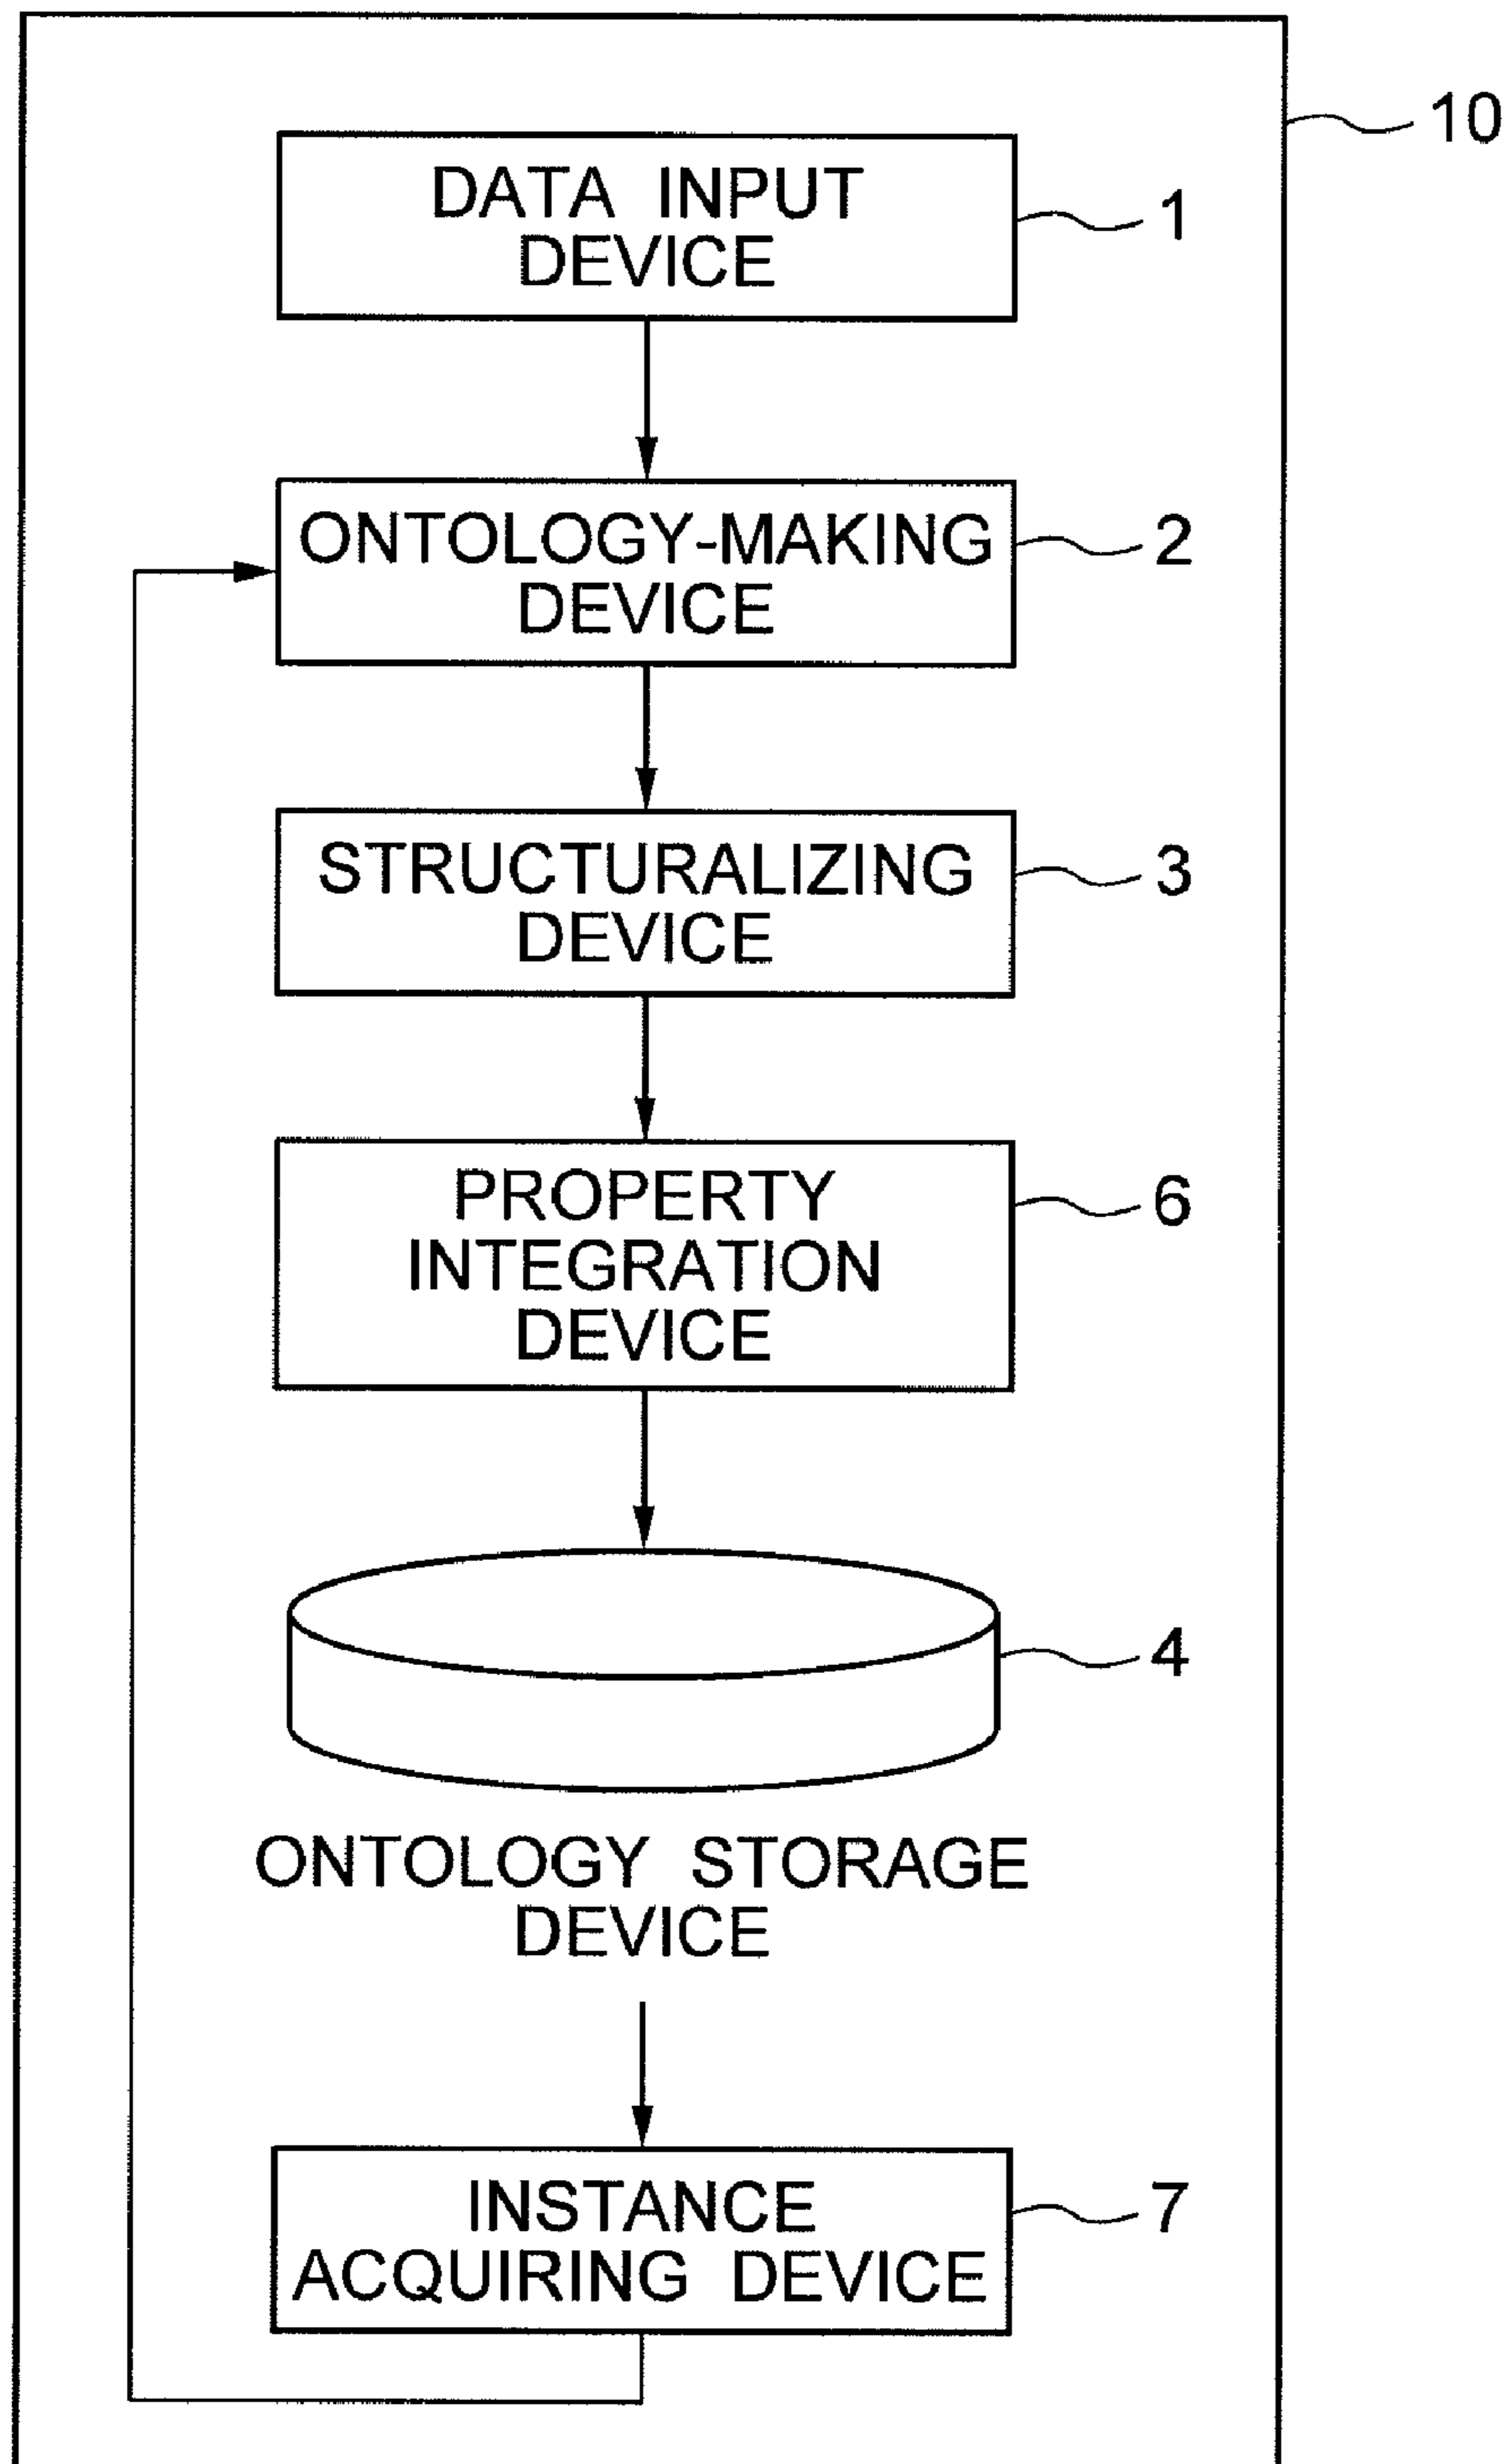 10
DATA INPUT
DEVICE
1
ONTOLOGY-MAKING
DEVICE
2
STRUCTURALIZING
DEVICE
3
PROPERTY
INTEGRATION
DEVICE
6
4
ONTOLOGY STORAGE
DEVICE
INSTANCE
ACQUIRING DEVICE
7